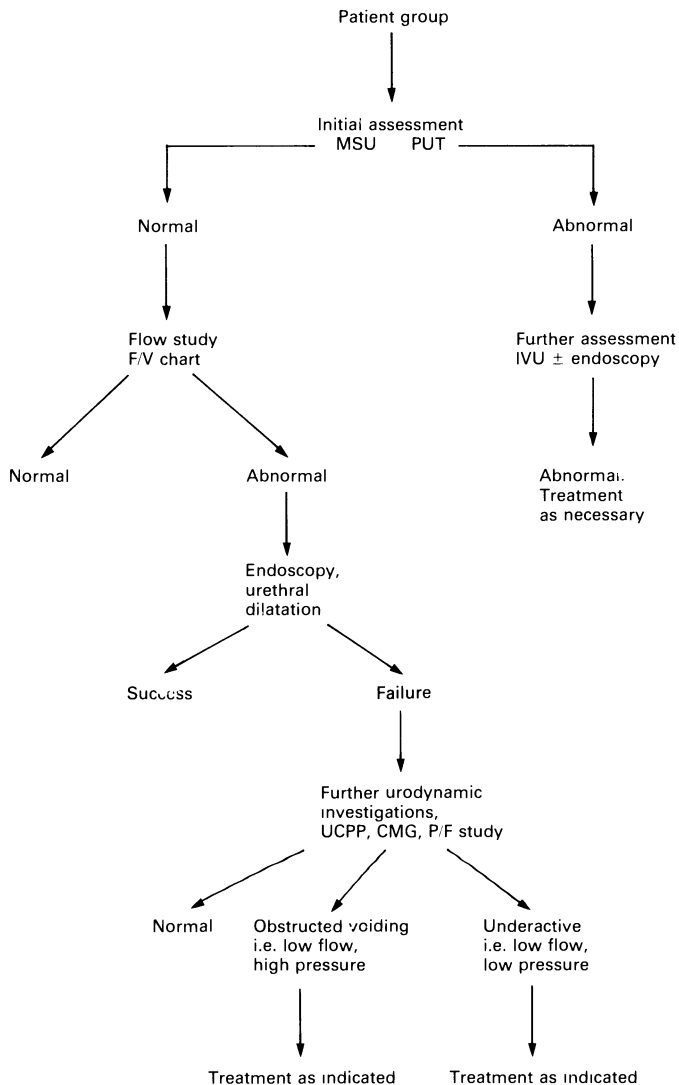 Patient group
Initial assessment
MSU PUT
Normal
Abnormal
Flow study
F/V chart
Further assessment
IVU ± endoscopy
Normal
Abnormal
Abnormal.
Treatment
as necessary
Endoscopy,
urethral
dilatation
Success
Failure
Further urodynamic
investigations,
UCPP, CMG, P/F study
Normal
Obstructed voiding
i.e. low flow,
high pressure
Underactive
i.e. low flow,
low pressure
Treatment as indicated
Treatment as indicated